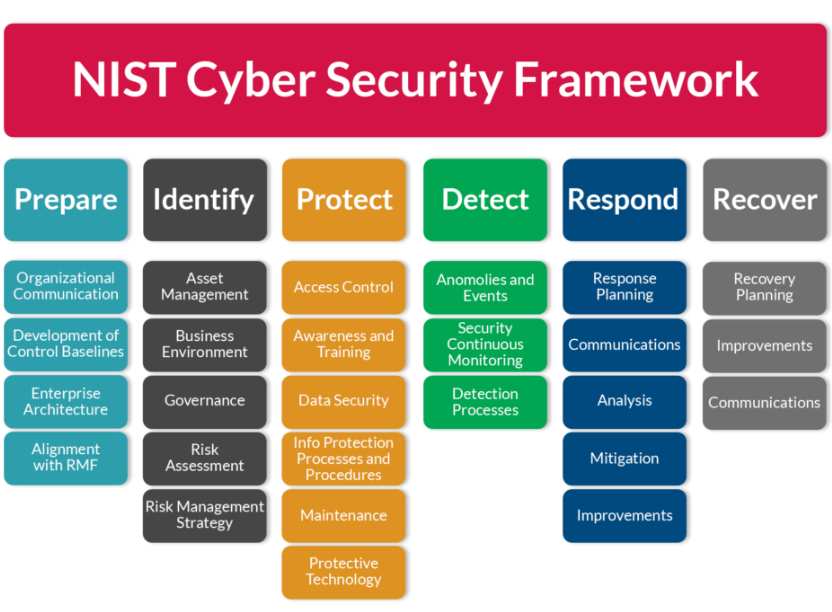 NIST Cyber Security Framework
Prepare
Identify
Protect
Detect
Respond
Recover
Organizational
Communication
Development of
Control Baselines
Enterprise
Architecture
Alignment
with RMF
Asset
Management
Business
Environment
Governance
Risk
Assessment
Risk Management
Strategy
Access Control
Awareness and
Training
Data Security
Info Protection
Processes and
Procedures
Maintenance
Protective
Technology
Anomolies and
Events
Security
Continuous
Monitoring
Detection
Processes
Response
Planning
Communications
Analysis
Mitigation
Improvements
Recovery
Planning
Improvements
Communications